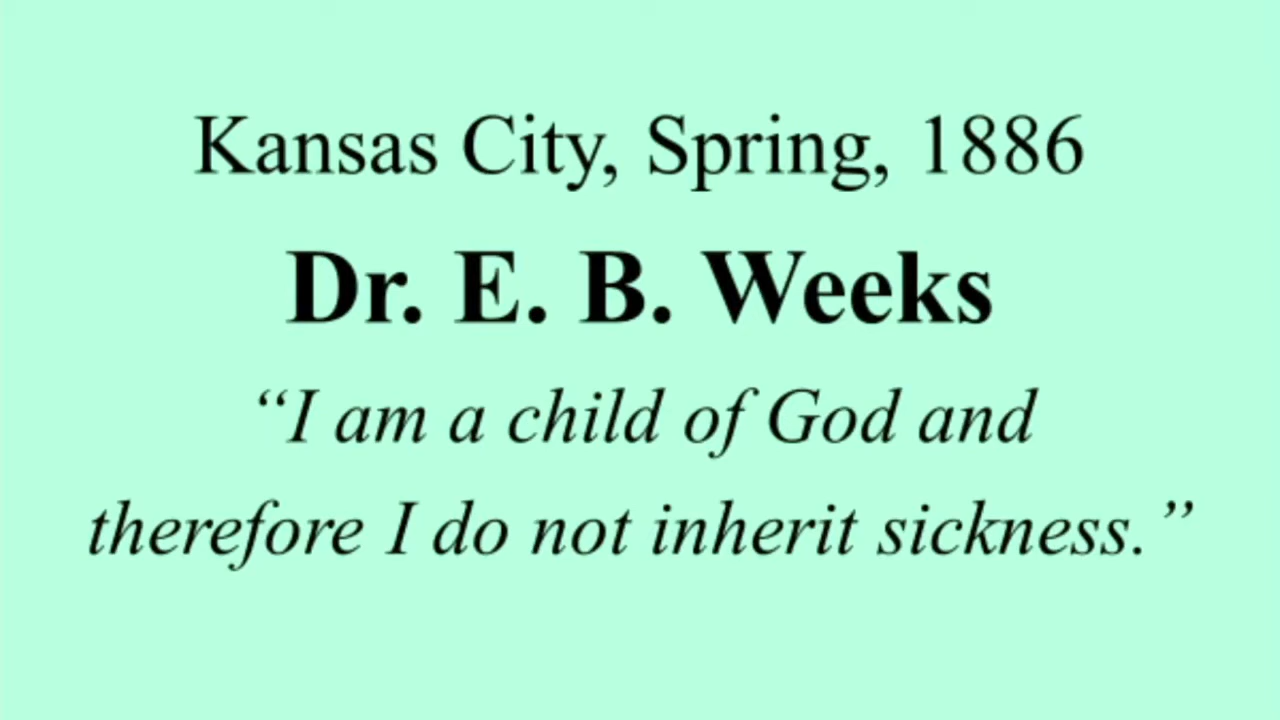 Kansas City, Spring, 1886
Dr. E. B. Weeks
“I am a child of God and
therefore I do not inherit sickness.”